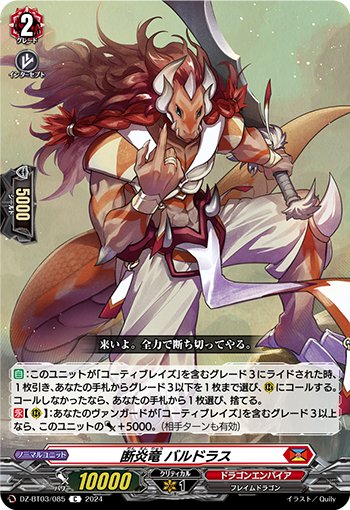 2
グレード
インターセプト
5000
シールド
来いよ。全力で断ち切ってやる。
自:このユニットが「コーティブレイズ」を含むグレード3にライドされた時、
1枚引き、あなたの手札からグレード3以下を1枚まで選び、Ⓡにコールする。
コールしなかったなら、あなたの手札から1枚選び、捨てる。
永【Ⓡ】:あなたのヴァンガードが「コーティブレイズ」を含むグレード3以
上なら、このユニットの+5000。(相手ターンも有効)
ノーマルユニット
断炎竜 バルドラス
パワー
10000
クリティカル
1
ドラゴンエンパイア
フレイムドラゴン
DZ-BT03/085 C 2024
イラスト/ Quily